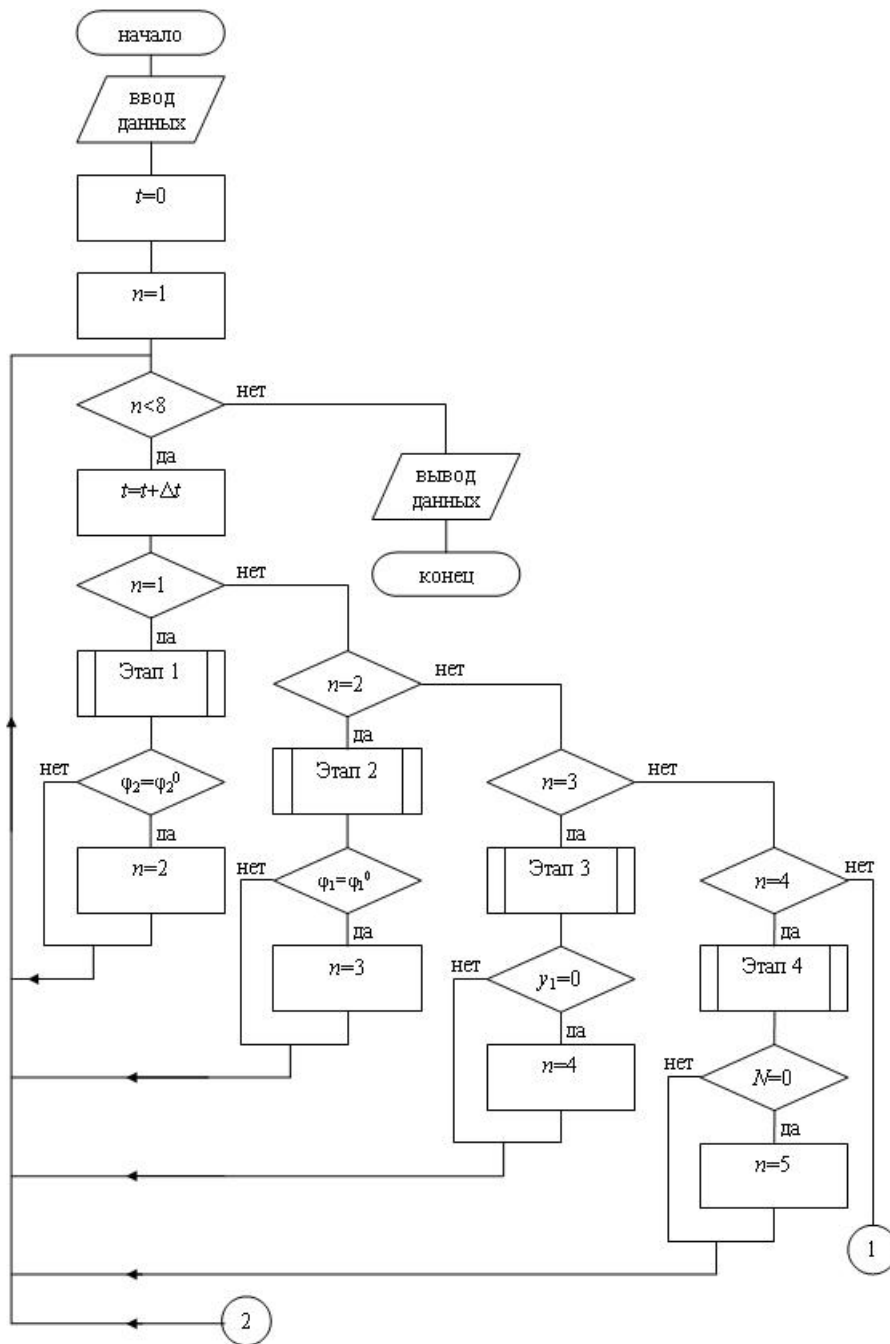 начало
ввод
данных
t=0
n=1
n<8
нет
да
t=t+Δt
вывод
данных
конец
n=1
нет
да
Этап 1
n=2
нет
да
Этап 2
φ₂=φ₂⁰
нет
да
n=2
n=3
нет
да
Этап 3
φ₁=φ₁⁰
нет
да
n=3
n=4
нет
да
Этап 4
y₁=0
нет
да
n=4
N=0
нет
да
n=5
1
2